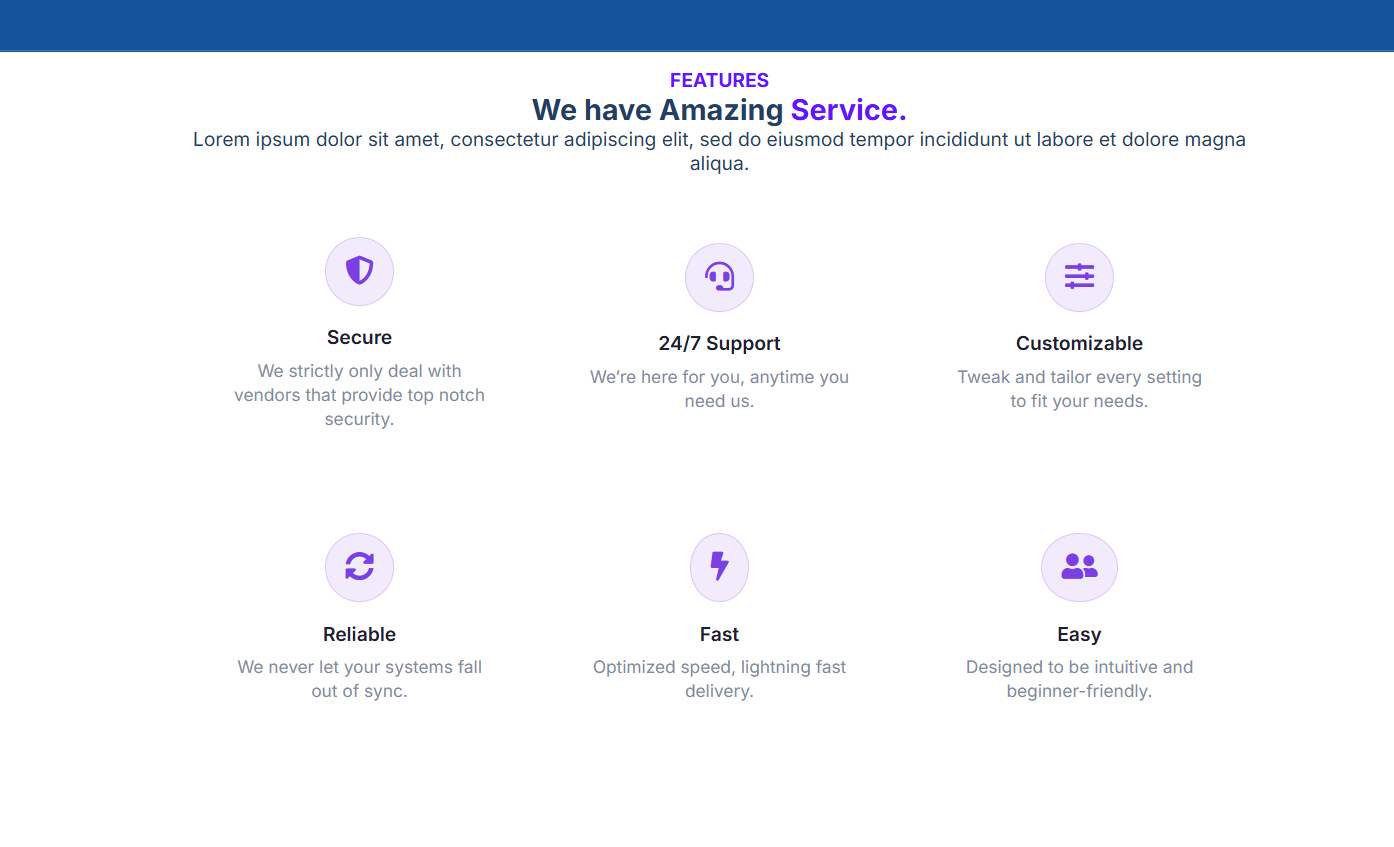 FEATURES
We have Amazing Service.
Lorem ipsum dolor sit amet, consectetur adipiscing elit, sed do eiusmod tempor incididunt ut labore et dolore magna
aliqua.
Secure
We strictly only deal with
vendors that provide top notch
security.
24/7 Support
We’re here for you, anytime you
need us.
Customizable
Tweak and tailor every setting
to fit your needs.
Reliable
We never let your systems fall
out of sync.
Fast
Optimized speed, lightning fast
delivery.
Easy
Designed to be intuitive and
beginner-friendly.